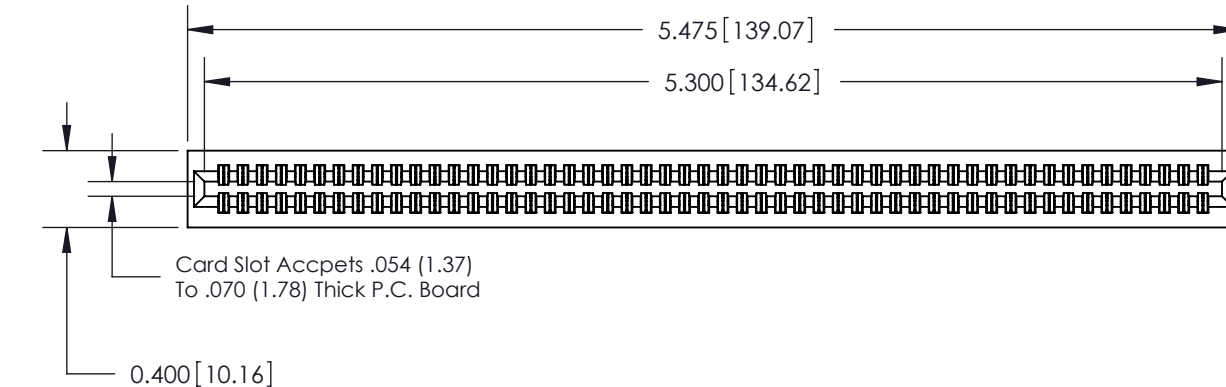 5.475 [139.07]
5.300 [134.62]
Card Slot Accpets .054 (1.37)
To .070 (1.78) Thick P.C. Board
0.400 [10.16]